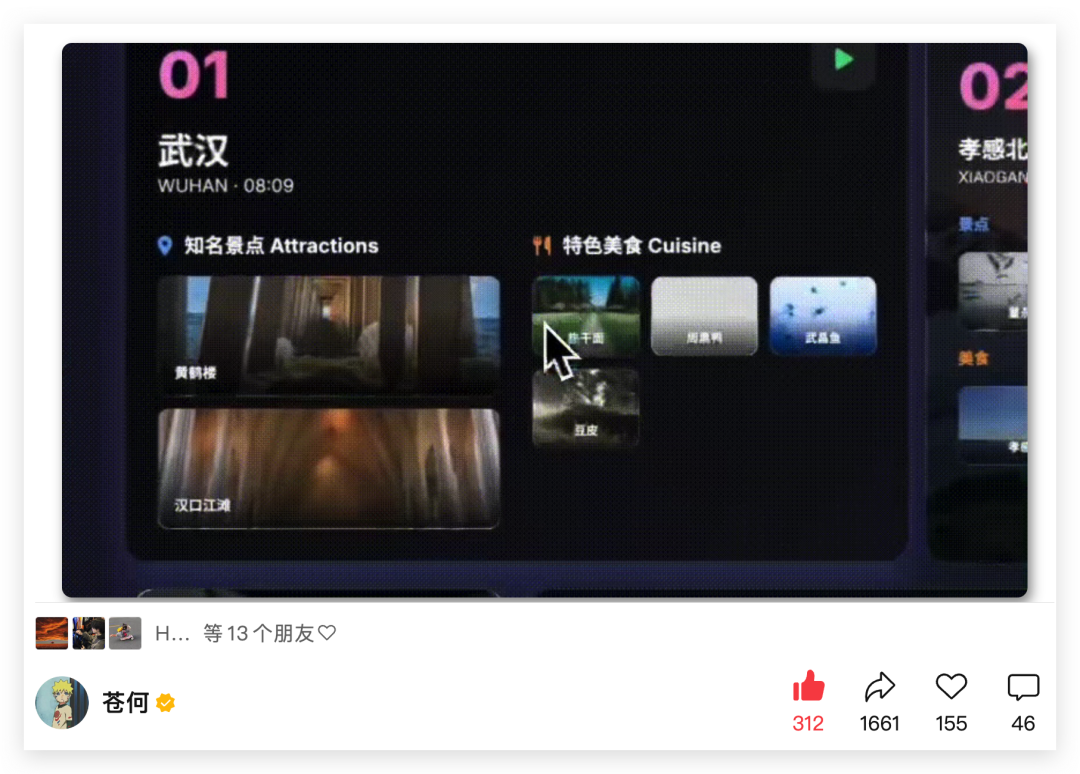 01
武汉
WUHAN · 08:09
知名景点 Attractions
黄鹤楼
汉口江滩
特色美食 Cuisine
热干面
周黑鸭
武昌鱼
豆皮
02
孝感北
XIAOGAN
景点
美食
孝感
H... 等 13 个朋友
苍何
312
1661
155
46